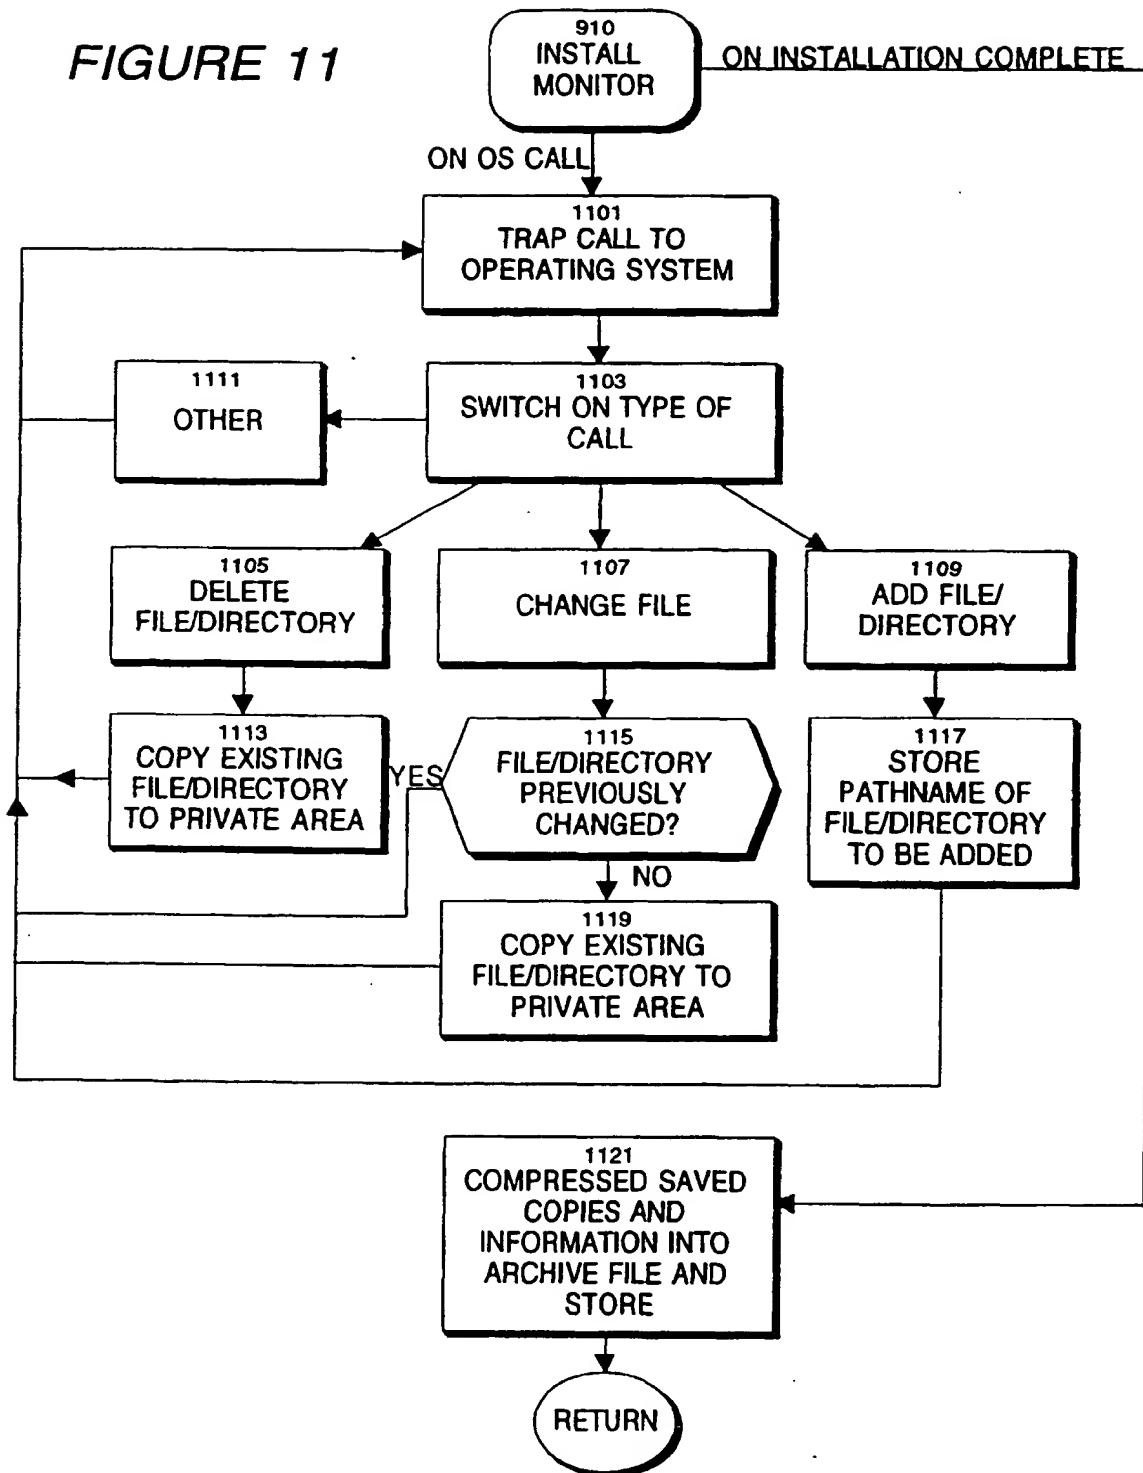 FIGURE 11
910
INSTALL
MONITOR
ON INSTALLATION COMPLETE
ON OS CALL
1101
TRAP CALL TO
OPERATING SYSTEM
1111
OTHER
1103
SWITCH ON TYPE OF
CALL
1105
DELETE
FILE/DIRECTORY
1107
CHANGE FILE
1109
ADD FILE/
DIRECTORY
1113
COPY EXISTING
FILE/DIRECTORY
TO PRIVATE AREA
YES
1115
FILE/DIRECTORY
PREVIOUSLY
CHANGED?
1117
STORE
PATHNAME OF
FILE/DIRECTORY
TO BE ADDED
NO
1119
COPY EXISTING
FILE/DIRECTORY TO
PRIVATE AREA
1121
COMPRESSED SAVED
COPIES AND
INFORMATION INTO
ARCHIVE FILE AND
STORE
RETURN